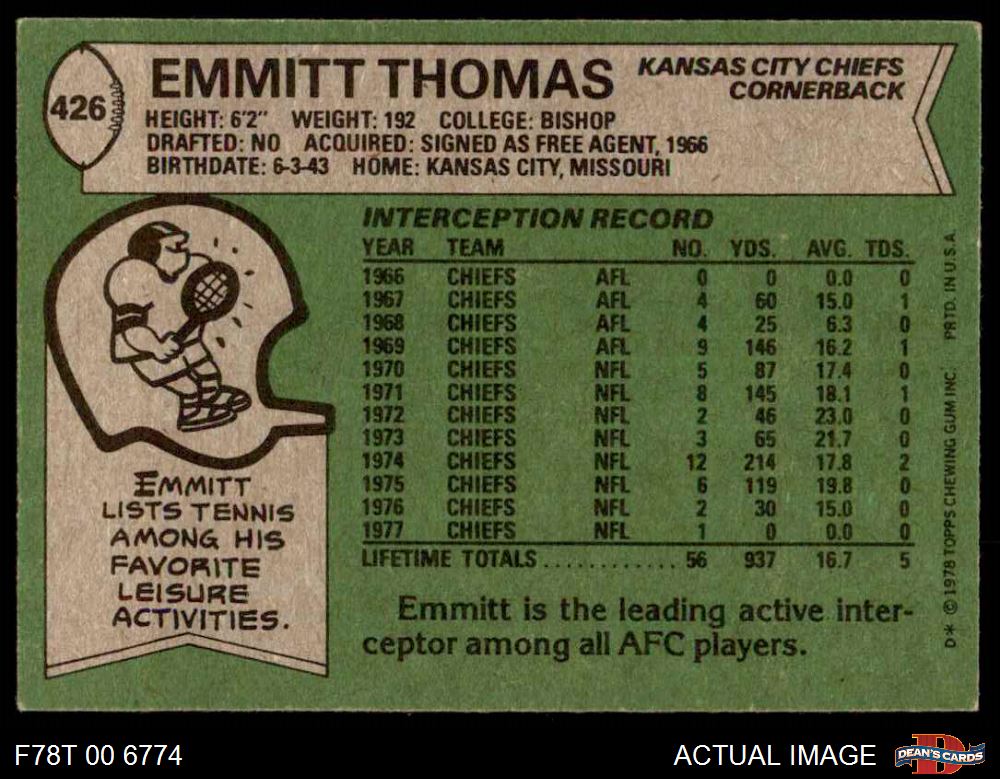 426
EMMITT THOMAS
KANSAS CITY CHIEFS
CORNERBACK
HEIGHT: 6'2" WEIGHT: 192 COLLEGE: BISHOP
DRAFTED: NO ACQUIRED: SIGNED AS FREE AGENT, 1966
BIRTHDATE: 6-3-43 HOME: KANSAS CITY, MISSOURI
INTERCEPTION RECORD
YEAR TEAM NO. YDS. AVG. TDS.
1966 CHIEFS AFL 0 0 0.0 0
1967 CHIEFS AFL 4 60 15.0 1
1968 CHIEFS AFL 4 25 6.3 0
1969 CHIEFS AFL 9 146 16.2 1
1970 CHIEFS NFL 5 87 17.4 0
1971 CHIEFS NFL 8 145 18.1 1
1972 CHIEFS NFL 2 46 23.0 0
1973 CHIEFS NFL 3 65 21.7 0
1974 CHIEFS NFL 12 214 17.8 2
1975 CHIEFS NFL 6 119 19.8 0
1976 CHIEFS NFL 2 30 15.0 0
1977 CHIEFS NFL 1 0 0.0 0
LIFETIME TOTALS ............ 56 937 16.7 5
Emmitt is the leading active inter-
ceptor among all AFC players.
EMMITT
LISTS TENNIS
AMONG HIS
FAVORITE
LEISURE
ACTIVITIES.
D* © 1978 TOPPS CHEWING GUM INC. PRTD. IN U.S.A.
F78T 00 6774
ACTUAL IMAGE
D
DEAN'S CARDS